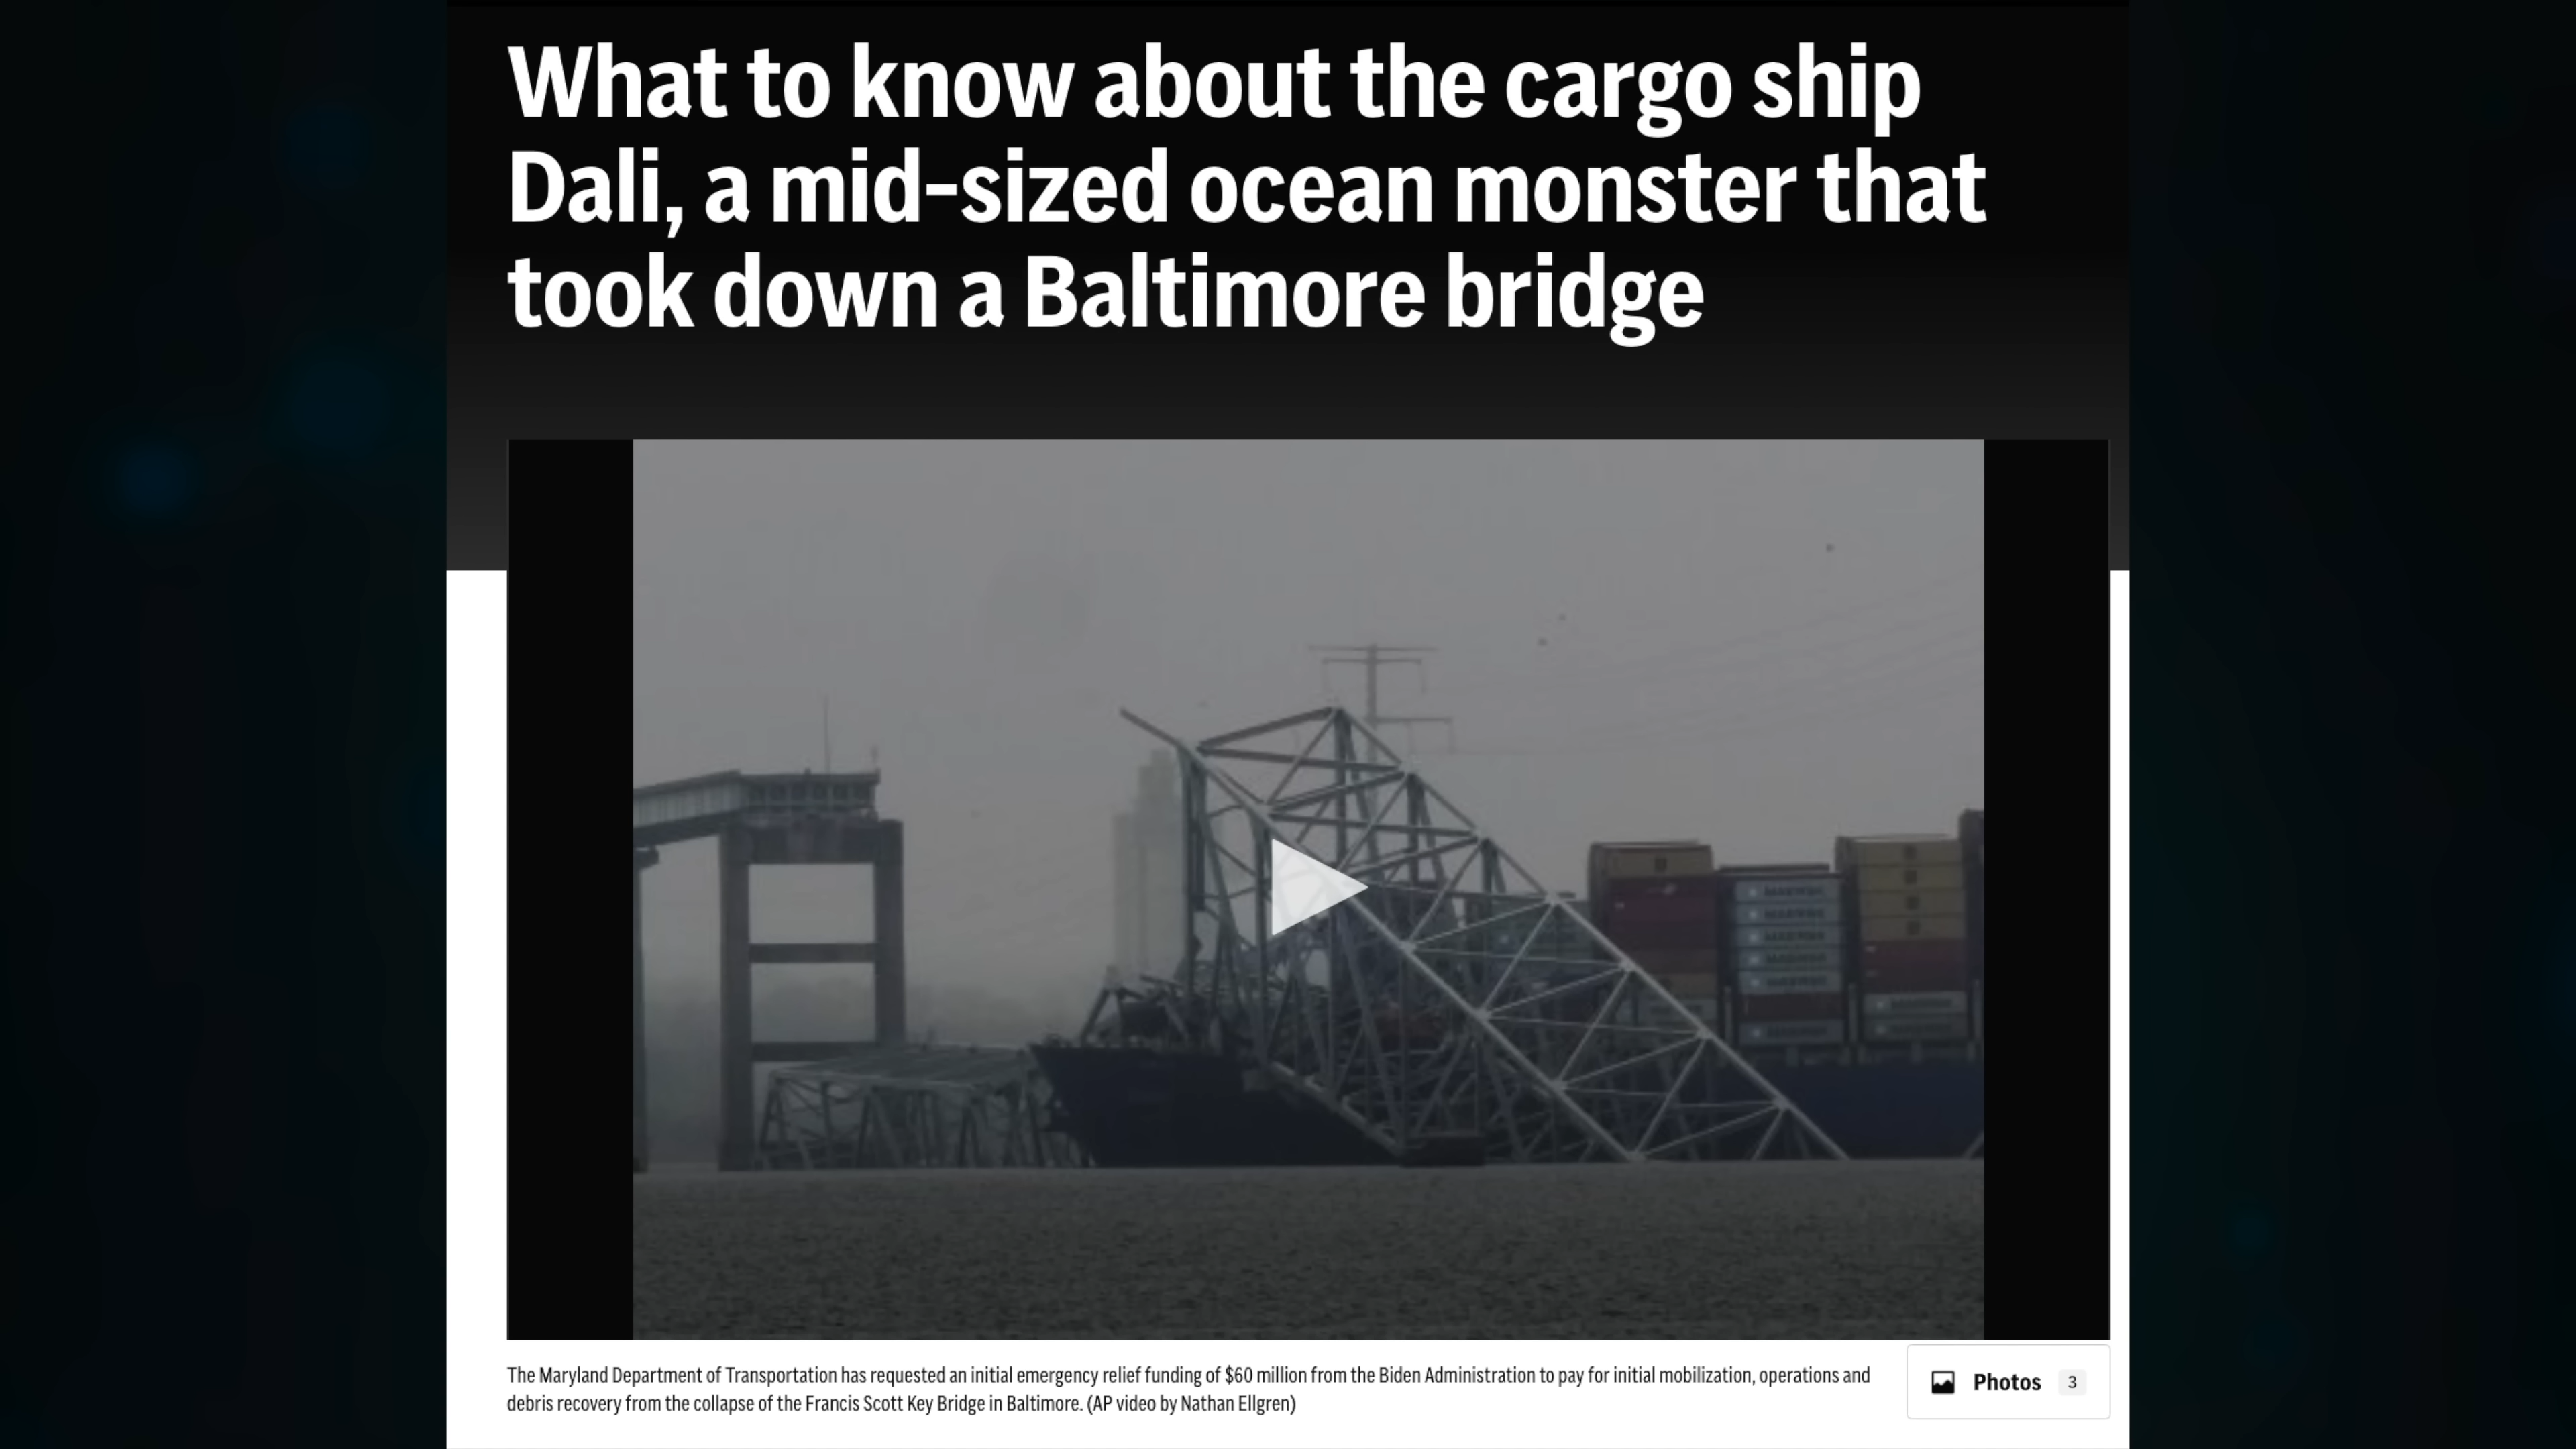 What to know about the cargo ship
Dali, a mid-sized ocean monster that
took down a Baltimore bridge
The Maryland Department of Transportation has requested an initial emergency relief funding of $60 million from the Biden Administration to pay for initial mobilization, operations and
debris recovery from the collapse of the Francis Scott Key Bridge in Baltimore. (AP video by Nathan Ellgren)
Photos 3